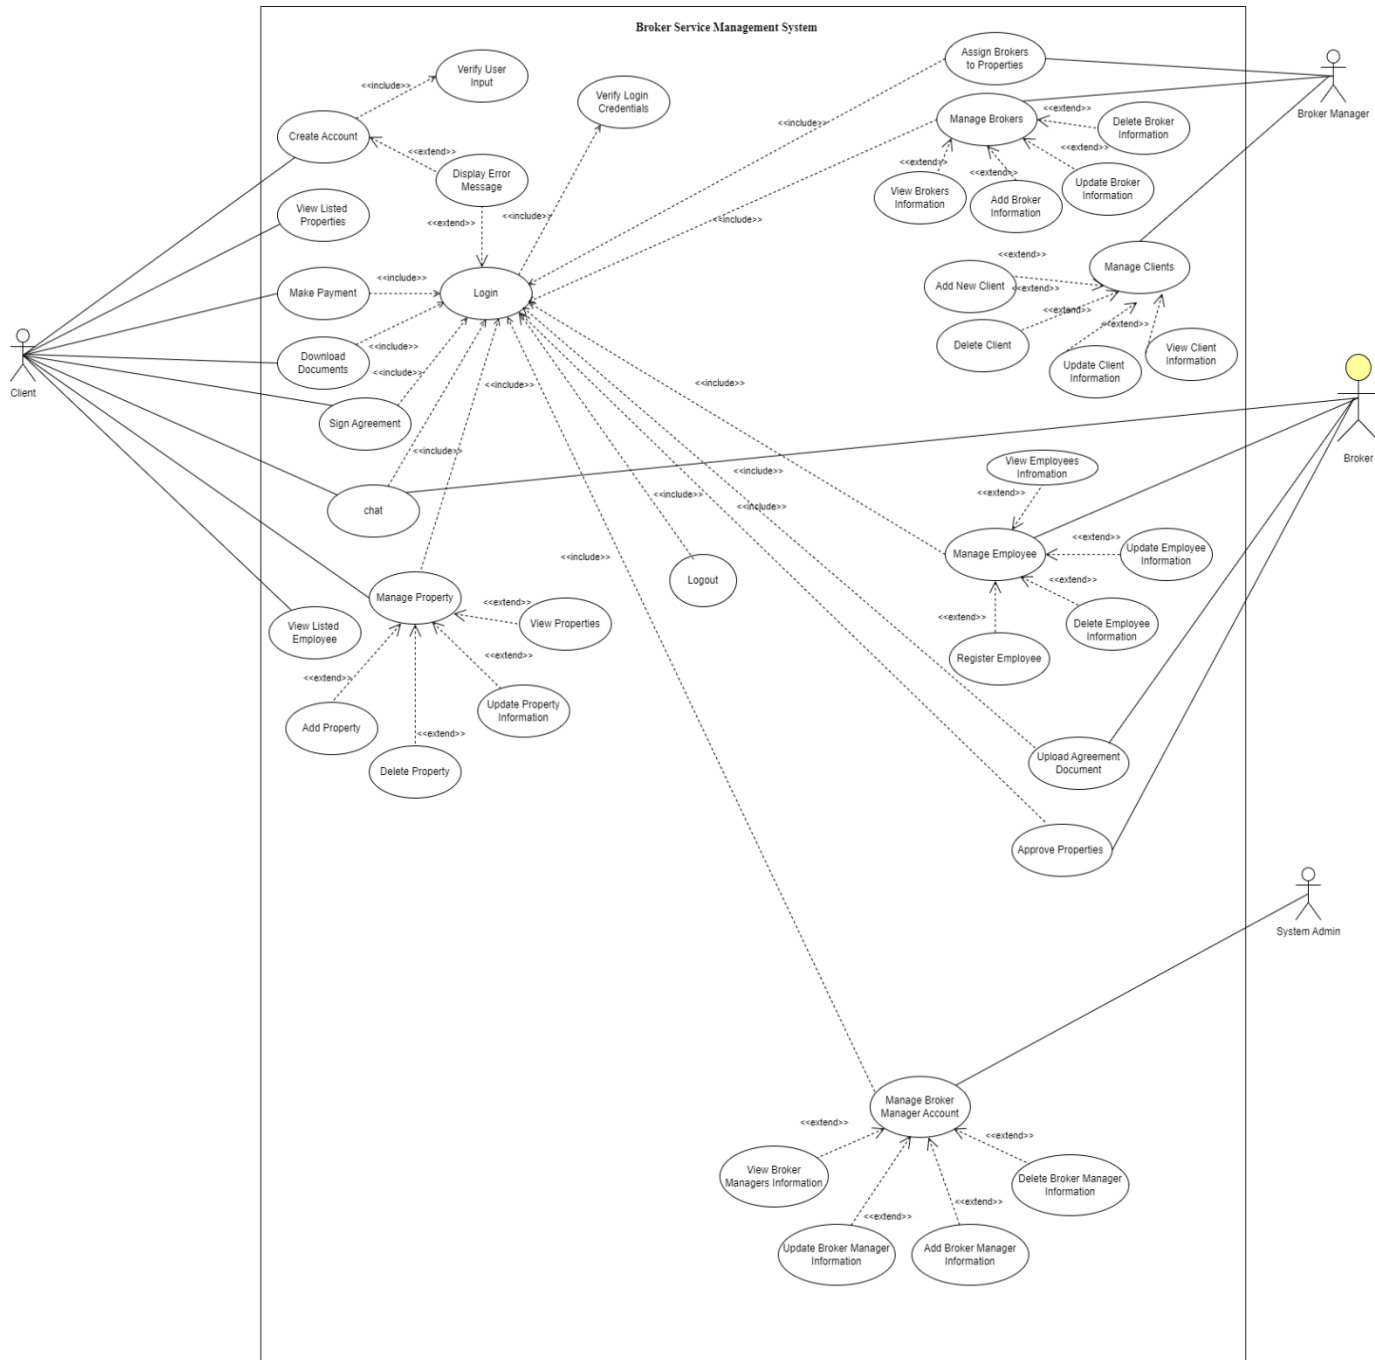 Broker Service Management System
Verify User
Input
<<include>>
Verify Login
Credentials
<<include>>
Assign Brokers
to Properties
Broker Manager
Create Account
<<extend>>
Display Error
Message
Manage Brokers
<<extend>>
Delete Broker
Information
<<extend>>
<<extend>>
<<extend>>
View Brokers
Information
Add Broker
Information
Update Broker
Information
View Listed
Properties
<<extend>>
<<include>>
<<include>>
<<extend>>
Manage Clients
Make Payment
<<include>>
Login
Add New Client
<<extend>>
<<extend>>
Delete Client
Update Client
Information
View Client
Information
Client
Download
Documents
<<include>>
<<include>>
<<include>>
<<include>>
Sign Agreement
Broker
<<include>>
<<include>>
<<include>>
<<include>>
View Employees
Infromation
<<extend>>
chat
<<include>>
Manage Employee
<<extend>>
Update Employee
Information
Logout
Manage Property
<<extend>>
View Properties
<<extend>>
<<extend>>
Delete Employee
Information
Register Employee
View Listed
Employee
<<extend>>
<<extend>>
Add Property
Update Property
Information
<<extend>>
Delete Property
Upload Agreement
Document
Approve Properties
System Admin
Manage Broker
Manager Account
<<extend>>
<<extend>>
View Broker
Managers Information
Delete Broker Manager
Information
<<extend>>
<<extend>>
Update Broker Manager
Information
Add Broker Manager
Information